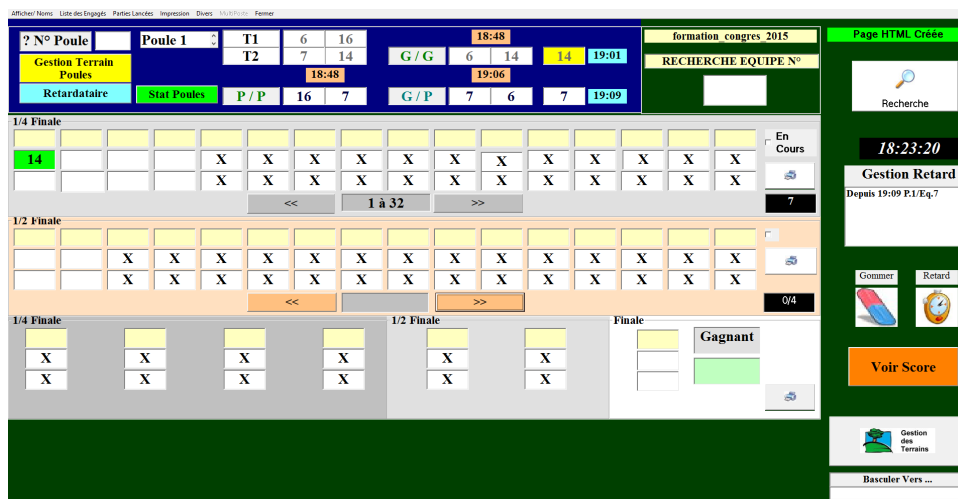 Afficher/ Noms Liste des Engagés Parties Lancées Impression Divers MultiPoste Fermer
? N° Poule Poule 1 T1 6 16 18:48 formation_congres_2015 Page HTML Créée
T2 7 14 G / G 6 14 14 19:01
Gestion Terrain Poules 18:48 19:06 RECHERCHE EQUIPE N°
Retardataire Stat Poules P / P 16 7 G / P 7 6 7 19:09
Recherche
1/4 Finale
En Cours
14 X X X X X X X X X X X X
X X X X X X X X X X X X
<< 1 à 32 >> 7
18:23:20
Gestion Retard
Depuis 19:09 P.1/Eq.7
1/2 Finale
X X X X X X X X X X X X X X
X X X X X X X X X X X X X X
<< >> 0/4
Gommer Retard
1/4 Finale 1/2 Finale Finale
Gagnant
X X X X X X
X X X X X X
Voir Score
Gestion
des
Terrains
Basculer Vers ...